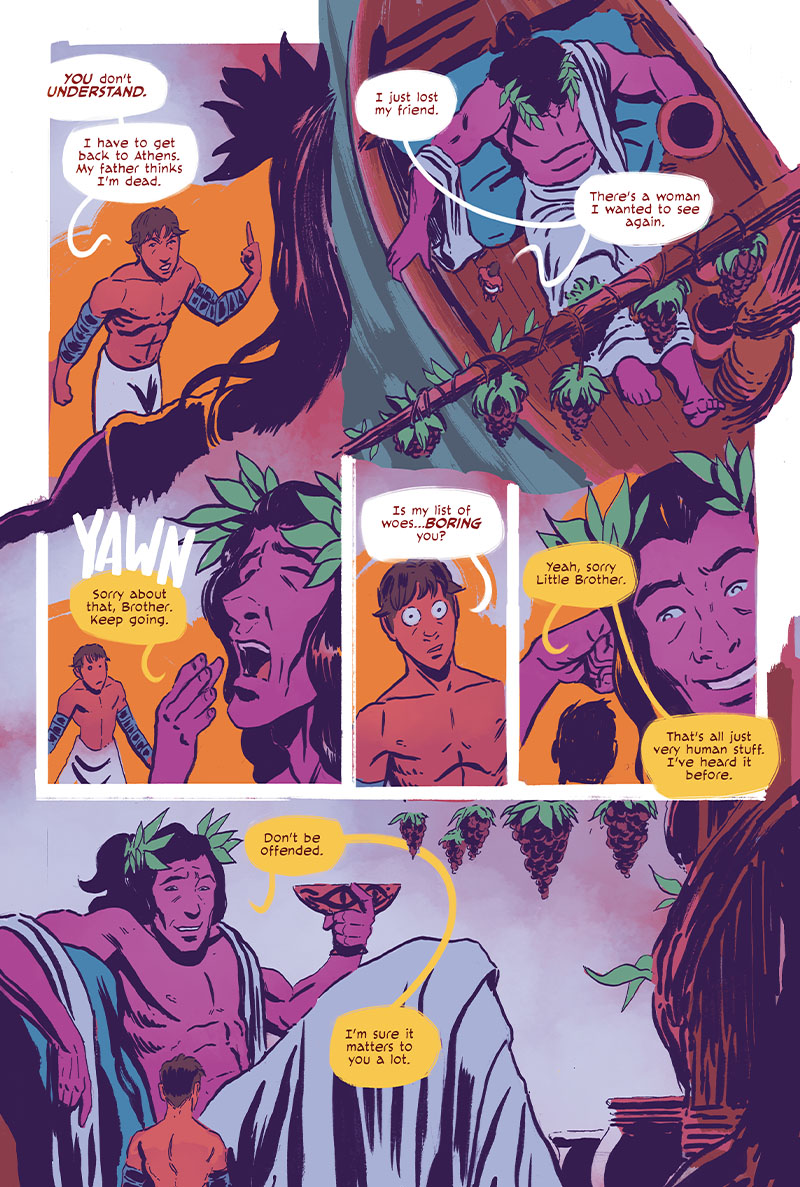 YOU don't
UNDERSTAND.
I have to get
back to Athens.
My father thinks
I'm dead.
I just lost
my friend.
There's a woman
I wanted to see
again.
YAWN
Sorry about
that, Brother.
Keep going.
Is my list of
woes...BORING
you?
Yeah, sorry
Little Brother.
That's all just
very human stuff.
I've heard it
before.
Don't be
offended.
I'm sure it
matters to
you a lot.